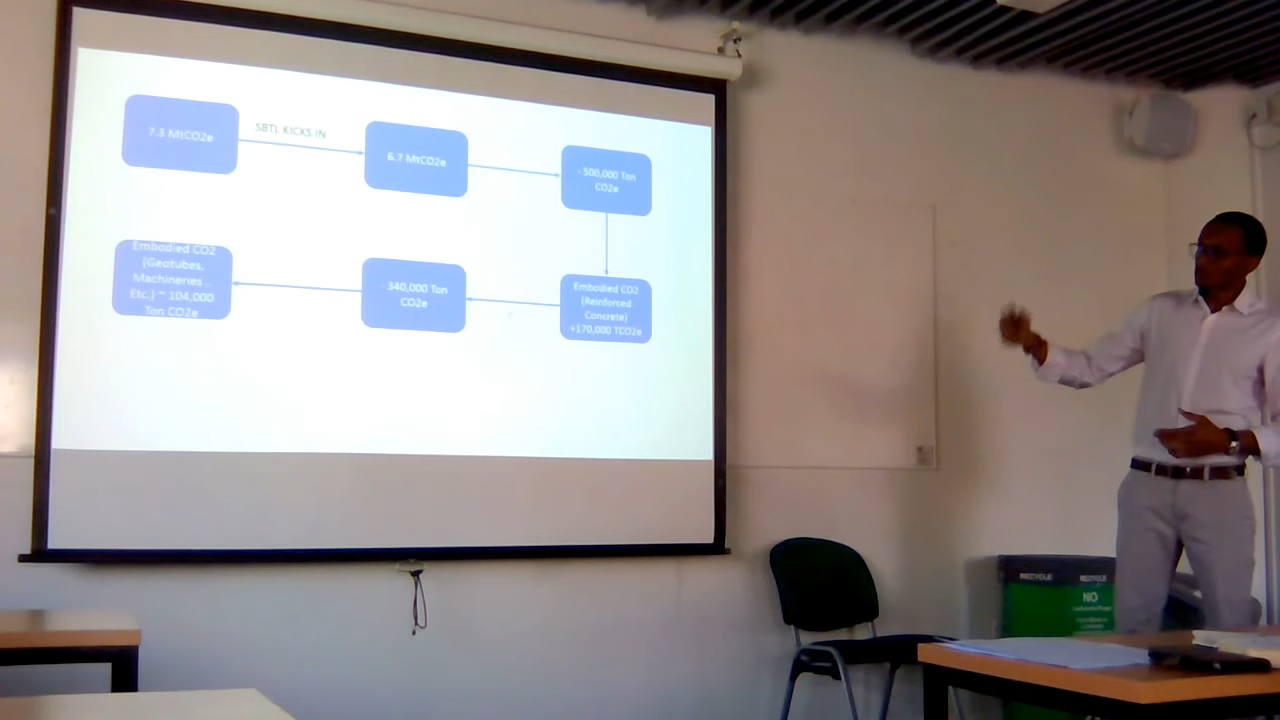 7.3 MtCO2e
SBTL KICKS IN
6.7 MtCO2e
- 500,000 Ton
CO2e
Embodied CO2
(Geotubes,
Machineries..
Etc.) ~ 104,000
Ton CO2e
- 340,000 Ton
CO2e
Embodied CO2
(Reinforced
Concrete)
+170,000 TCO2e
RECYCLE
RECYCLE
NO